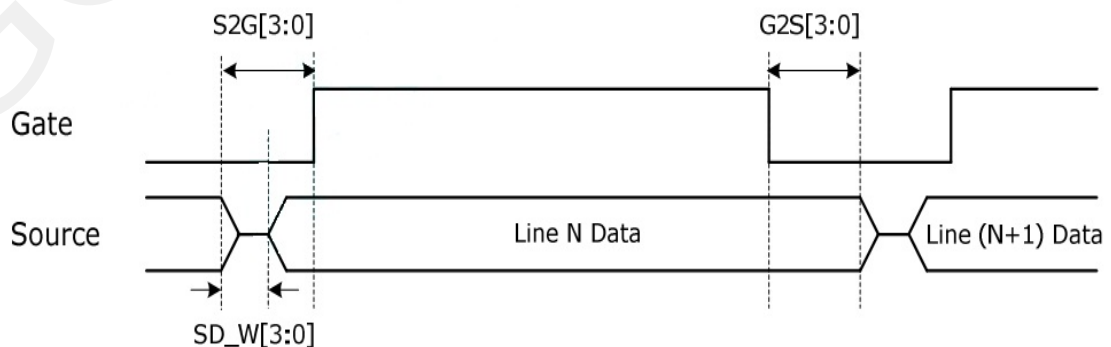 S2G[3:0]
G2S[3:0]
Gate
Source
Line N Data
Line (N+1) Data
SD_W[3:0]